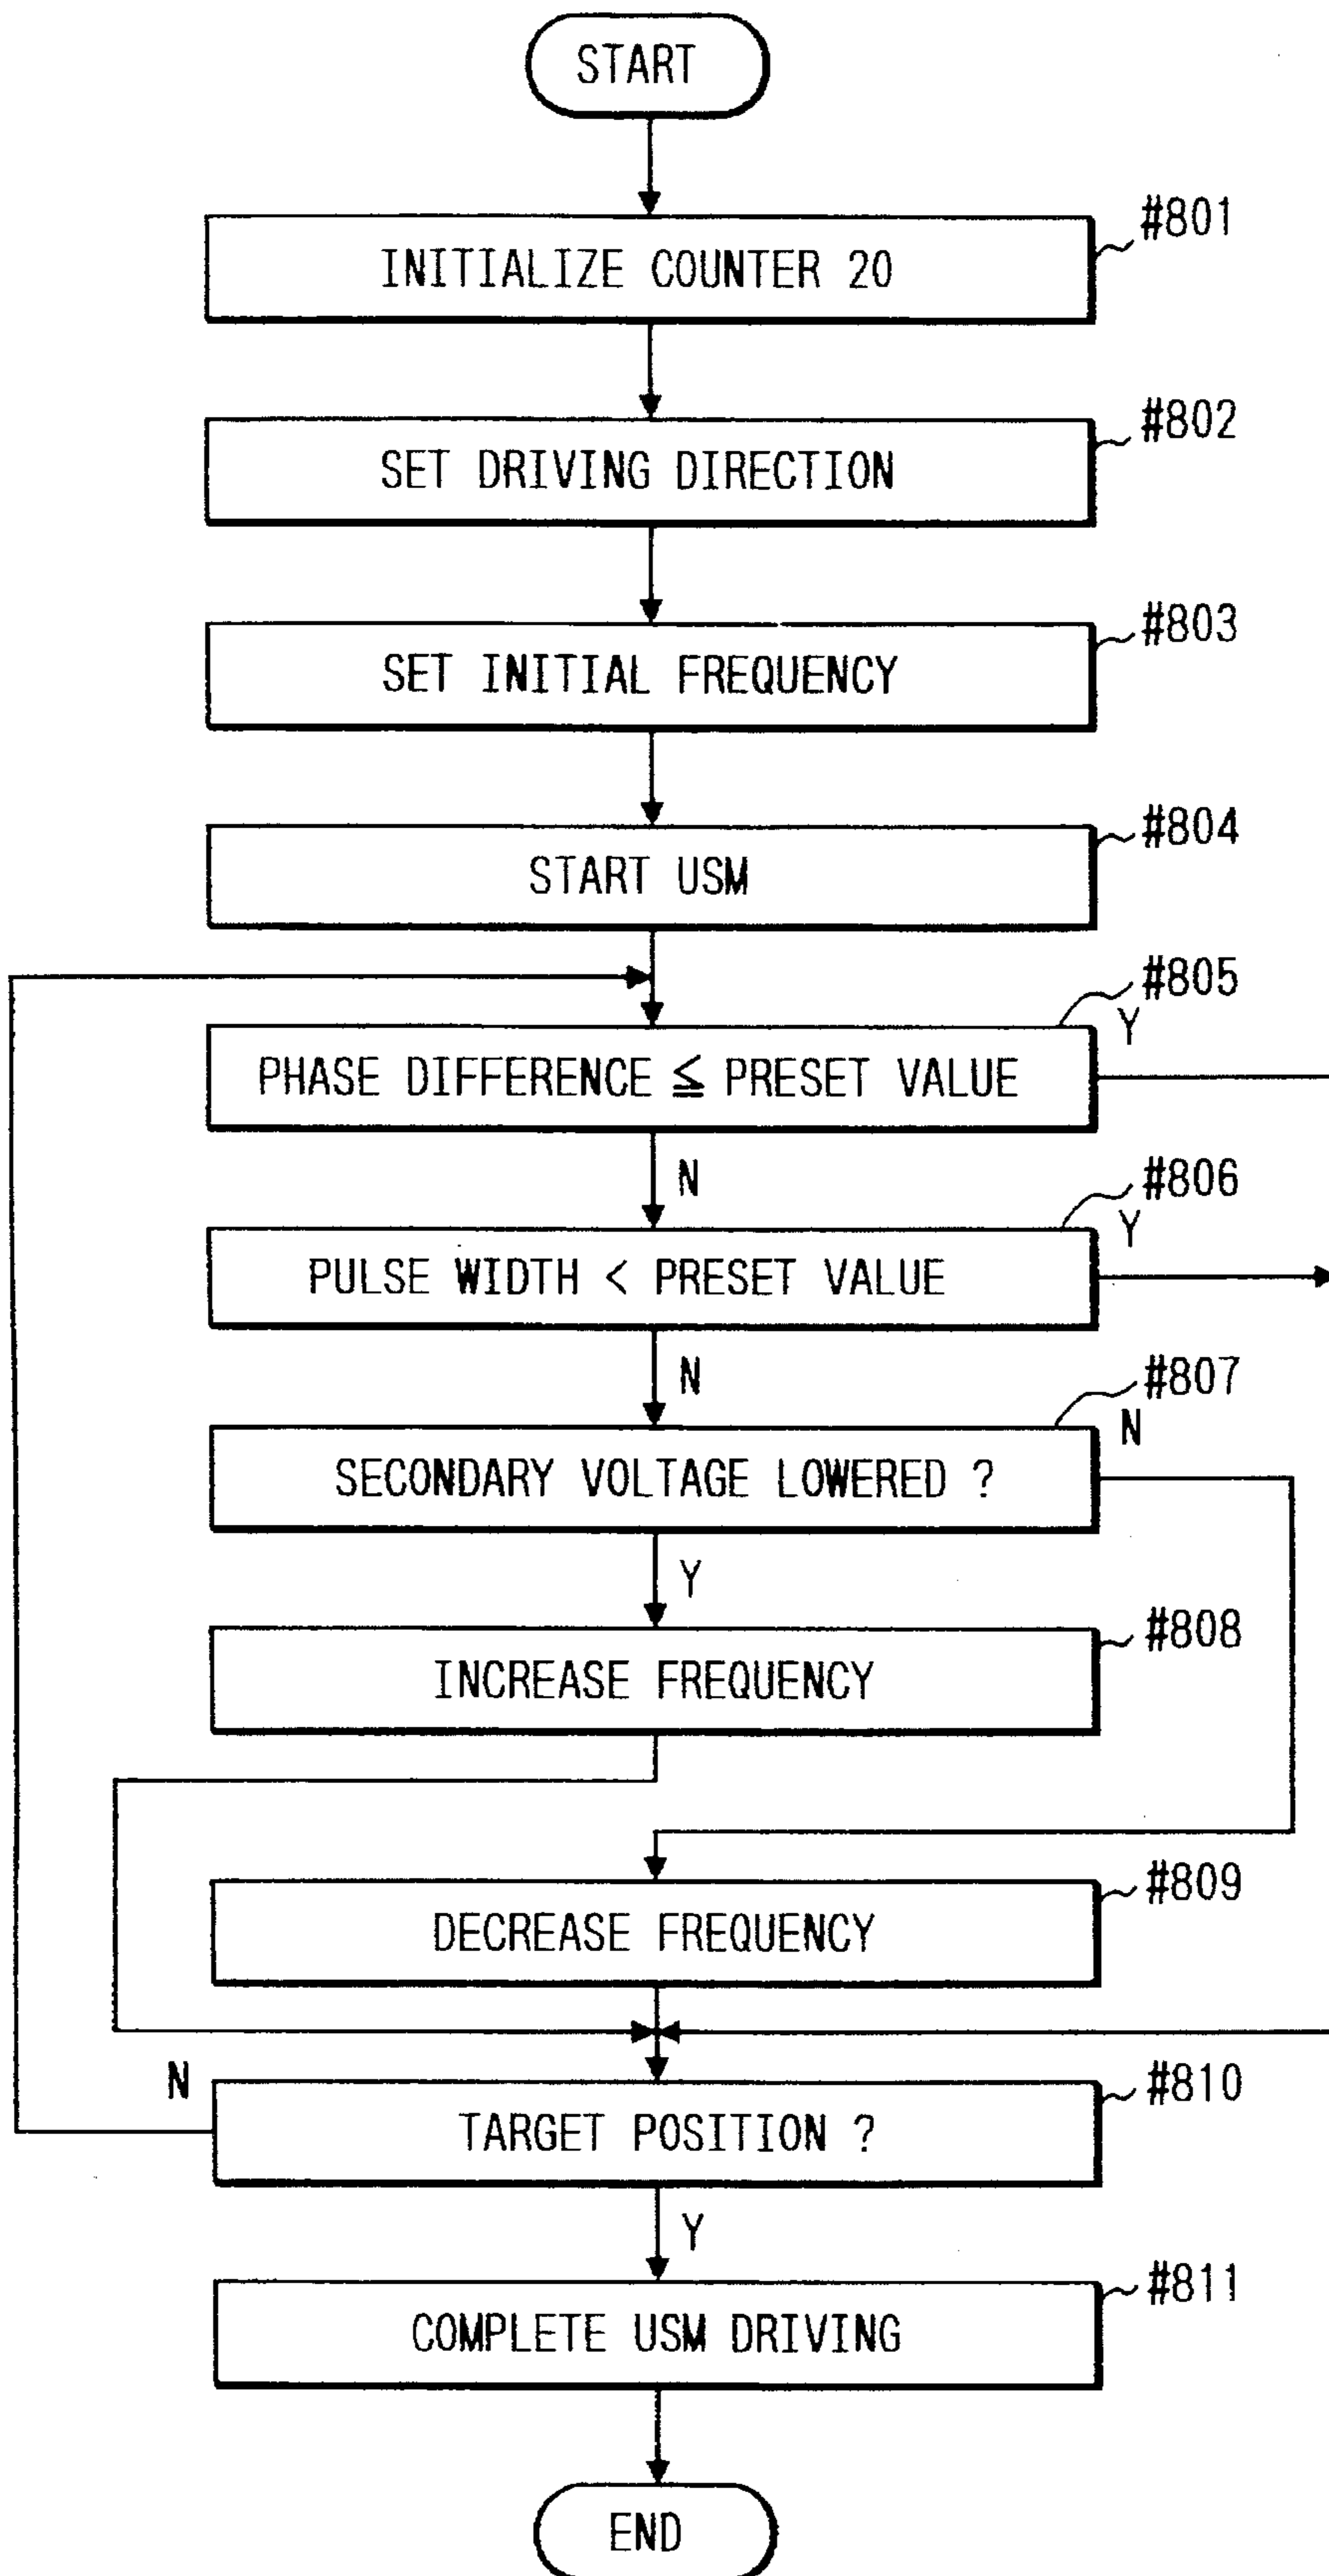 START
#801
INITIALIZE COUNTER 20
#802
SET DRIVING DIRECTION
#803
SET INITIAL FREQUENCY
#804
START USM
#805
Y
PHASE DIFFERENCE ≦ PRESET VALUE
N
#806
Y
PULSE WIDTH < PRESET VALUE
N
#807
N
SECONDARY VOLTAGE LOWERED ?
Y
#808
INCREASE FREQUENCY
#809
DECREASE FREQUENCY
N
#810
TARGET POSITION ?
Y
#811
COMPLETE USM DRIVING
END